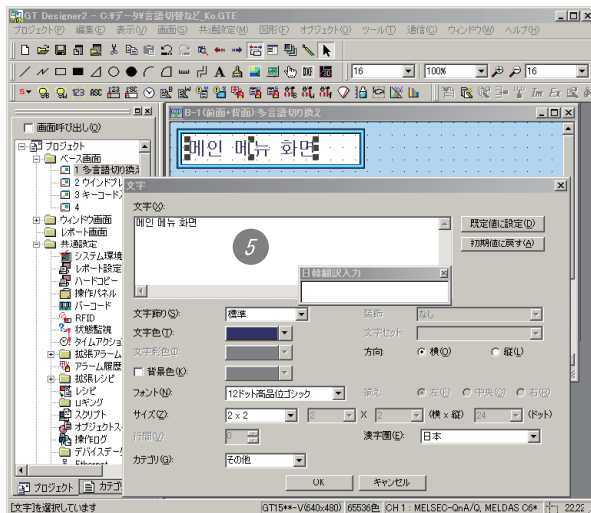 GT Designer2 - C:¥データ¥言語切替など_Ko.GTE
プロジェクト(P) 編集(E) 表示(V) 画面(S) 共通設定(M) 図形(F) オブジェクト(O) ツール(T) 通信(C) ウィンドウ(W) ヘルプ(H)
16 100% 16
画面呼び出し(O)
B-1(前面+背面):多言語切り換え
메인 메뉴 화면
プロジェクト
ベース画面
1 多言語切り換え
2 ウインドプレ
3 キーコード入
4
ウィンドウ画面
レポート画面
共通設定
システム環境
レポート設定
ハードコピー
操作パネル
バーコード
RFID
状態監視
タイムアクショ
拡張アラーム
アラーム履歴
拡張レシピ
レシピ
ロギング
スクリプト
オブジェクトス
操作ログ
デバイスデー
Ethernet
プロジェクト カテゴ
文字
文字(X):
메인 메뉴 화면
5
既定値に設定(D)
初期値に戻す(A)
日韓翻訳入力
文字飾り(S): 標準 装飾: なし
文字色(T): 文字セット:
文字影色(I): 方向: 横(O) 縦(L)
背景色(K):
フォント(N): 12ドット高品位ゴシック 揃え: 左(F) 中央(C) 右(H)
サイズ(Z): 2 x 2 2 X 2 (横 x 縦) 24 (ドット)
行間(V): 0 漢字圏(E): 日本
カテゴリ(G): その他
OK キャンセル
[文字]を選択しています GT15**-V(640x480) 65536色 CH 1 : MELSEC-QnA/Q, MELDAS C6* 22,22